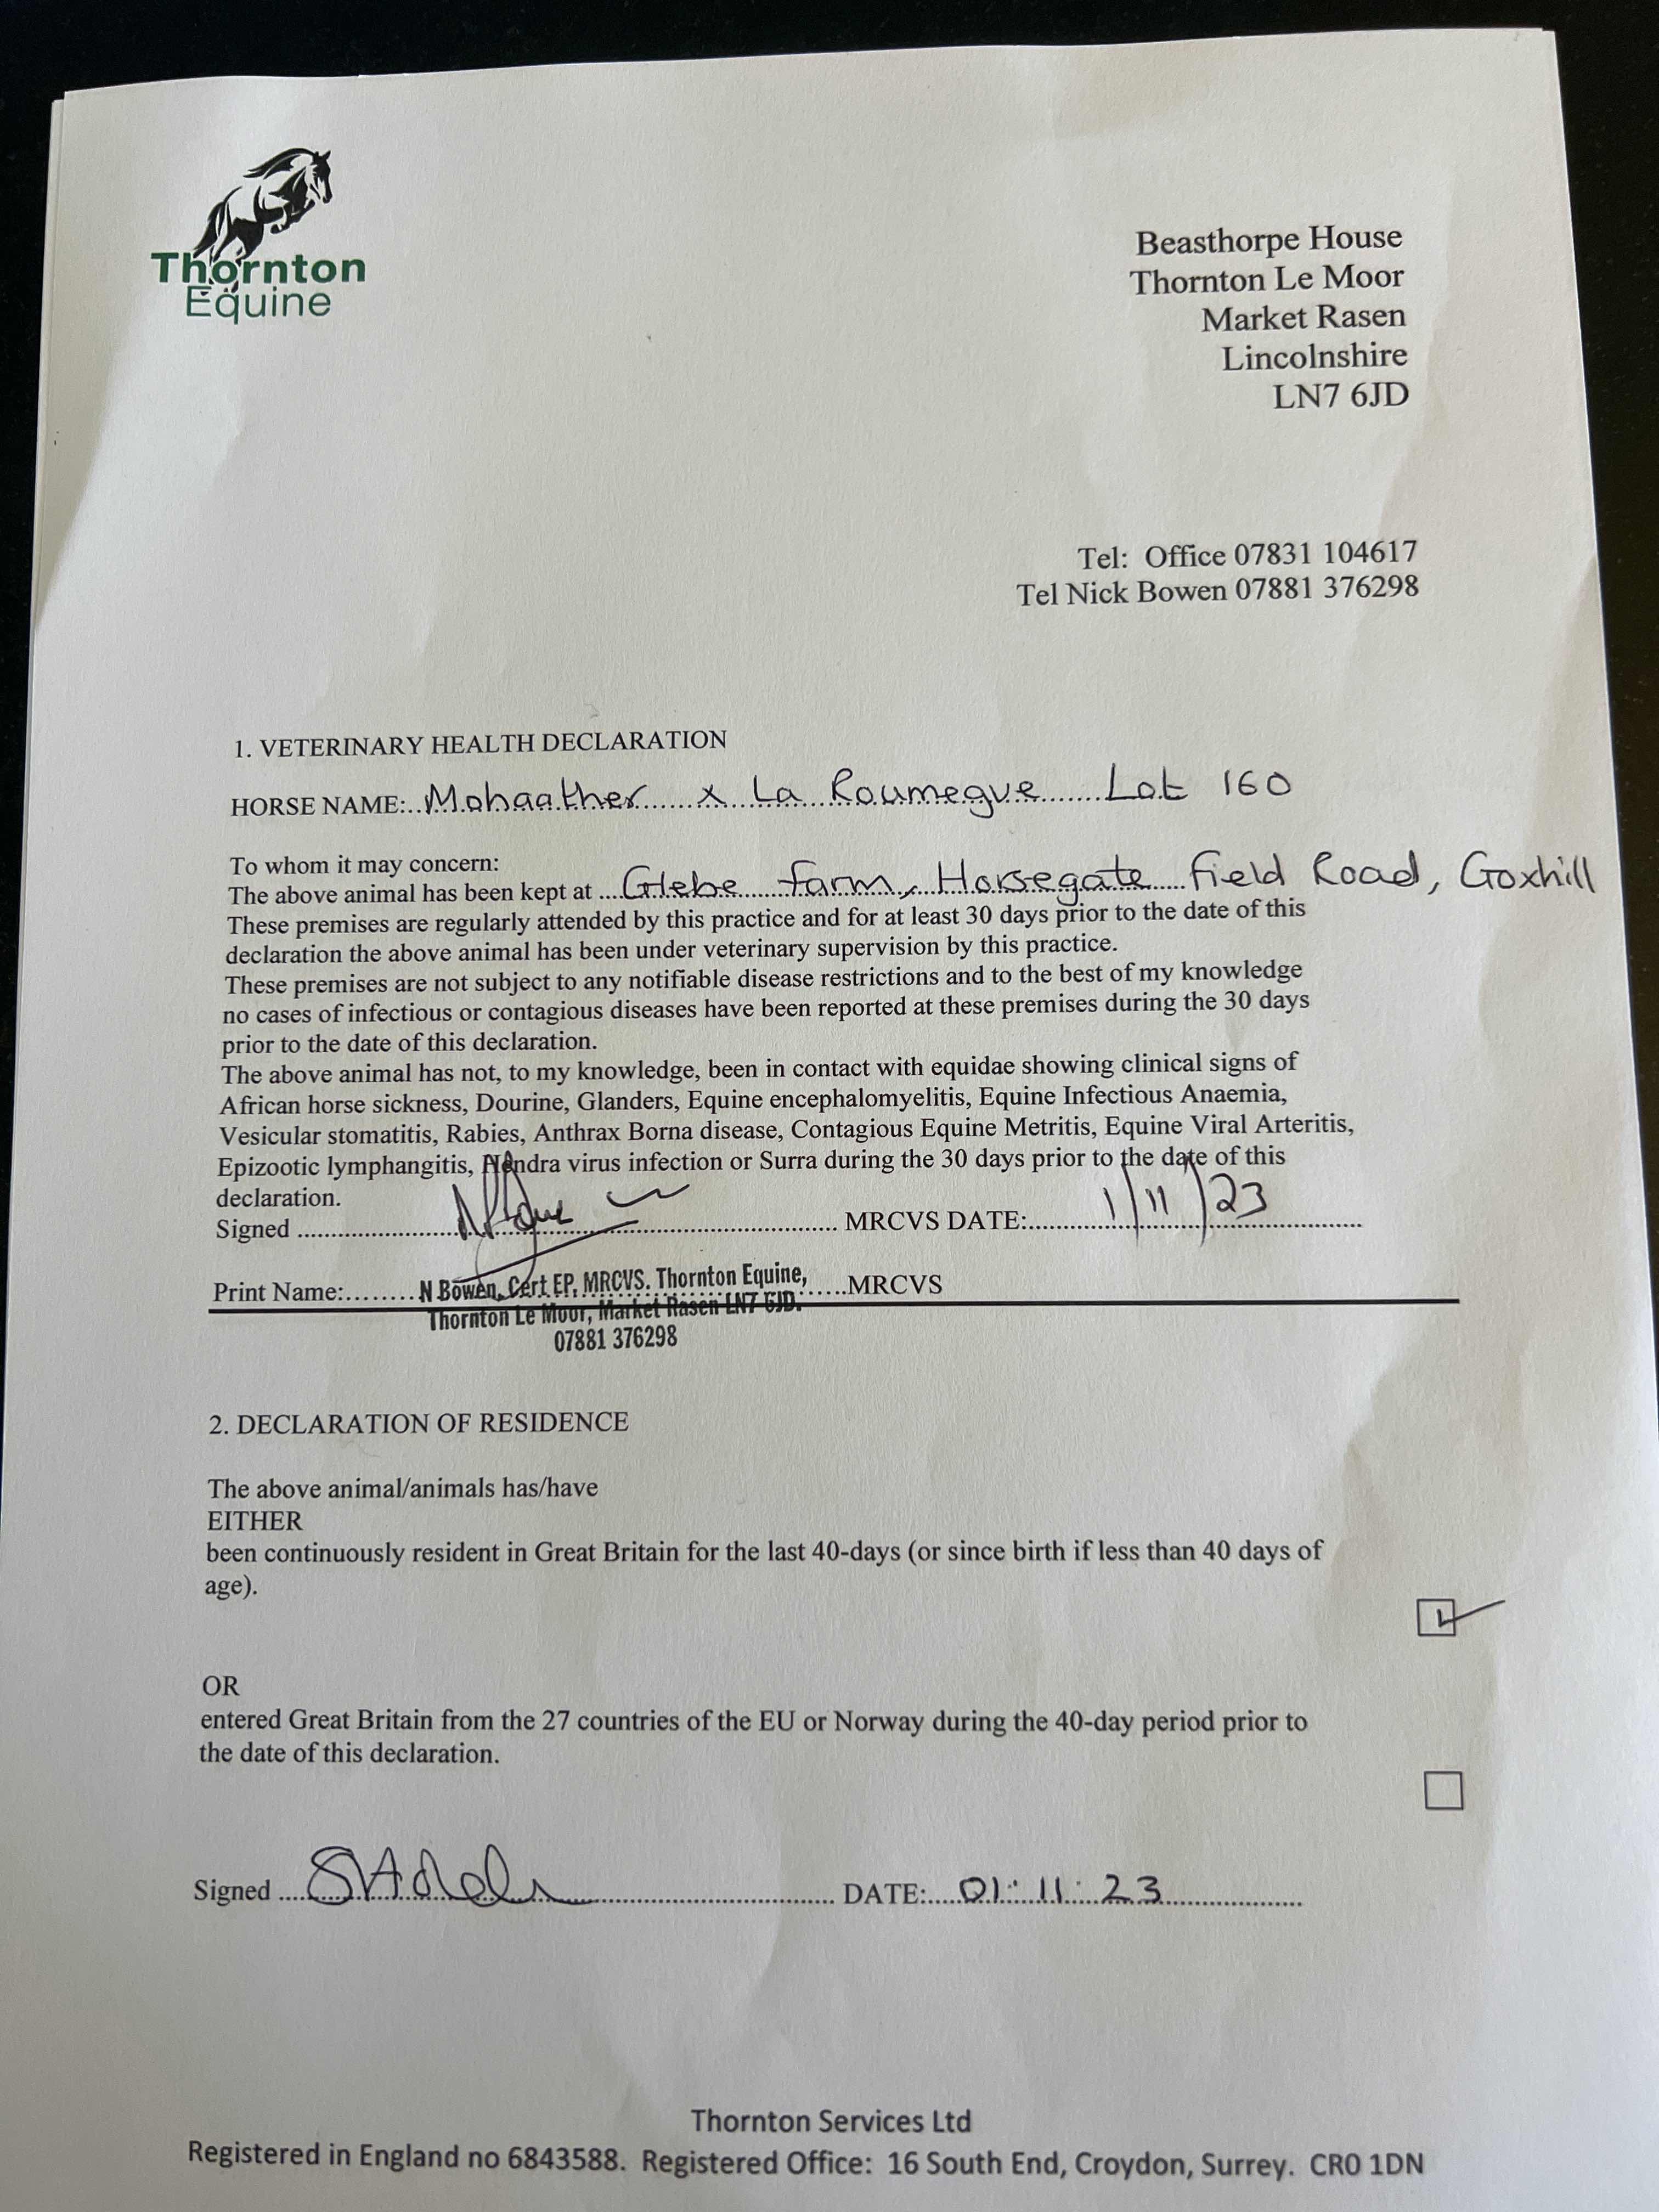 Thornton
Equine
Beasthorpe House
Thornton Le Moor
Market Rasen
Lincolnshire
LN7 6JD
Tel: Office 07831 104617
Tel Nick Bowen 07881 376298
1. VETERINARY HEALTH DECLARATION
HORSE NAME:..Mohaather x La Roumegue Lot 160
To whom it may concern:
The above animal has been kept at ....Glebe Farm, Horsegate Field Road, Goxhill
These premises are regularly attended by this practice and for at least 30 days prior to the date of this
declaration the above animal has been under veterinary supervision by this practice.
These premises are not subject to any notifiable disease restrictions and to the best of my knowledge
no cases of infectious or contagious diseases have been reported at these premises during the 30 days
prior to the date of this declaration.
The above animal has not, to my knowledge, been in contact with equidae showing clinical signs of
African horse sickness, Dourine, Glanders, Equine encephalomyelitis, Equine Infectious Anaemia,
Vesicular stomatitis, Rabies, Anthrax Borna disease, Contagious Equine Metritis, Equine Viral Arteritis,
Epizootic lymphangitis, Hendra virus infection or Surra during the 30 days prior to the date of this
declaration.
Signed ........ MRCVS DATE:........ 1/11/23
Print Name:........ N Bowen, Cert EP, MRCVS. Thornton Equine, ......MRCVS
Thornton Le Moor, Market Rasen LN7 6JD.
07881 376298
2. DECLARATION OF RESIDENCE
The above animal/animals has/have
EITHER
been continuously resident in Great Britain for the last 40-days (or since birth if less than 40 days of
age).
OR
entered Great Britain from the 27 countries of the EU or Norway during the 40-day period prior to
the date of this declaration.
Signed ........ DATE:.... 01.11.23
Thornton Services Ltd
Registered in England no 6843588. Registered Office: 16 South End, Croydon, Surrey. CR0 1DN